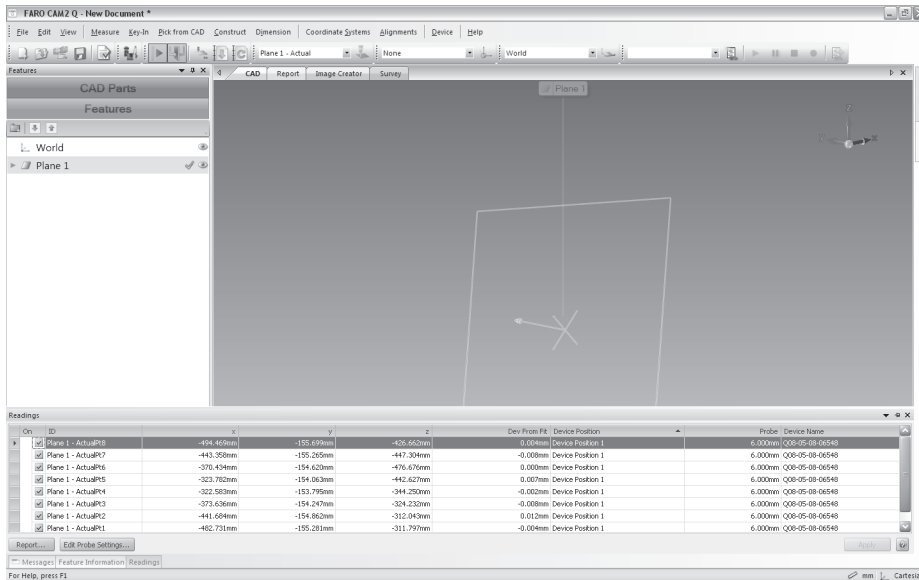 FARO CAM2 Q - New Document *
File Edit View Measure Key-In Pick from CAD Construct Dimension Coordinate Systems Alignments Device Help
Plane 1 - Actual None World
Features
CAD Report Image Creator Survey
CAD Parts
Features
World
Plane 1
Plane 1
Z
X
Readings
On ID x y z Dev From Fit Device Position Probe Device Name
Plane 1 - ActualPt8 -494.469mm -155.699mm -426.662mm 0.004mm Device Position 1 6.000mm Q08-05-08-06548
Plane 1 - ActualPt7 -443.358mm -155.265mm -447.304mm -0.008mm Device Position 1 6.000mm Q08-05-08-06548
Plane 1 - ActualPt6 -370.434mm -154.620mm -476.676mm 0.000mm Device Position 1 6.000mm Q08-05-08-06548
Plane 1 - ActualPt5 -323.782mm -154.063mm -442.627mm 0.007mm Device Position 1 6.000mm Q08-05-08-06548
Plane 1 - ActualPt4 -322.583mm -153.795mm -344.250mm -0.002mm Device Position 1 6.000mm Q08-05-08-06548
Plane 1 - ActualPt3 -373.636mm -154.247mm -324.232mm -0.008mm Device Position 1 6.000mm Q08-05-08-06548
Plane 1 - ActualPt2 -441.684mm -154.862mm -312.043mm 0.012mm Device Position 1 6.000mm Q08-05-08-06548
Plane 1 - ActualPt1 -482.731mm -155.281mm -311.797mm -0.004mm Device Position 1 6.000mm Q08-05-08-06548
Report... Edit Probe Settings... Apply
Messages Feature Information Readings
For Help, press F1 mm Cartesia